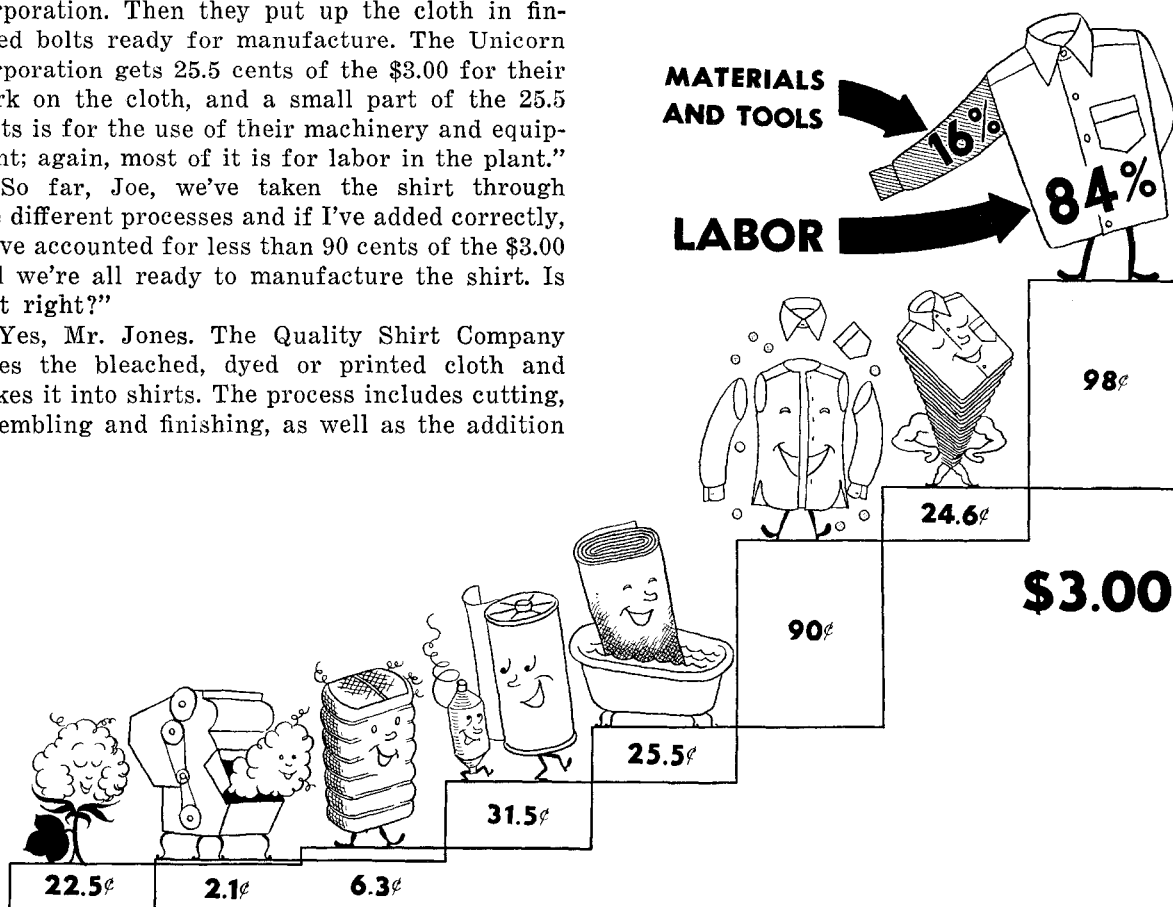 rporation. Then they put up the cloth in fin-
ed bolts ready for manufacture. The Unicorn
rporation gets 25.5 cents of the $3.00 for their
rk on the cloth, and a small part of the 25.5
ts is for the use of their machinery and equip-
nt; again, most of it is for labor in the plant.”
So far, Joe, we’ve taken the shirt through
e different processes and if I’ve added correctly,
ve accounted for less than 90 cents of the $3.00
l we’re all ready to manufacture the shirt. Is
t right?”
Yes, Mr. Jones. The Quality Shirt Company
es the bleached, dyed or printed cloth and
kes it into shirts. The process includes cutting,
embling and finishing, as well as the addition
MATERIALS
AND TOOLS
16%
LABOR
84%
98¢
24.6¢
$3.00
90¢
25.5¢
31.5¢
22.5¢
2.1¢
6.3¢